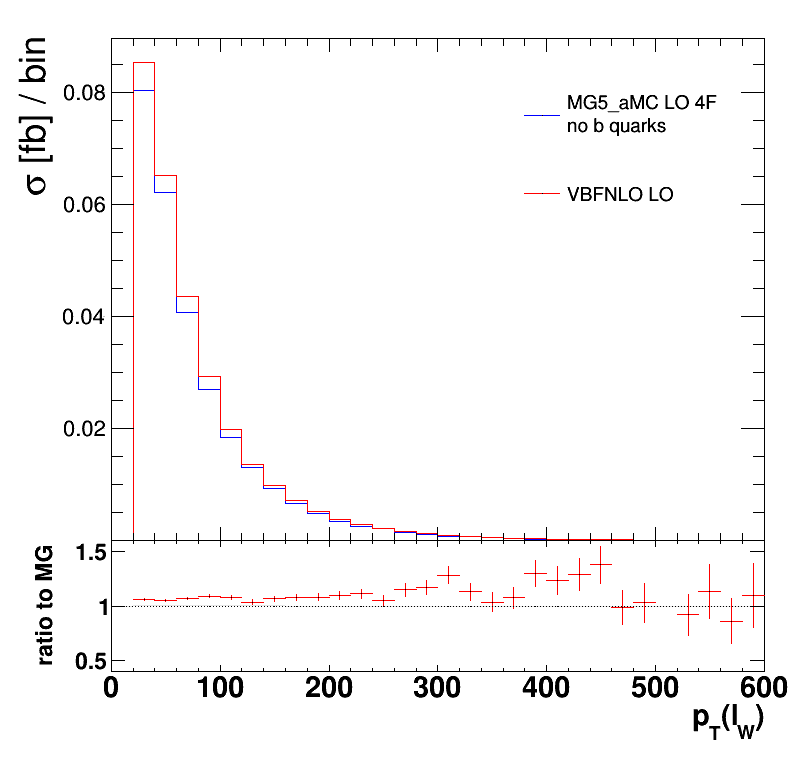 σ [fb] / bin
0.08
0.06
0.04
0.02
MG5_aMC LO 4F
no b quarks
VBFNLO LO
ratio to MG
1.5
1
0.5
0 100 200 300 400 500 600
p_T(l_W)